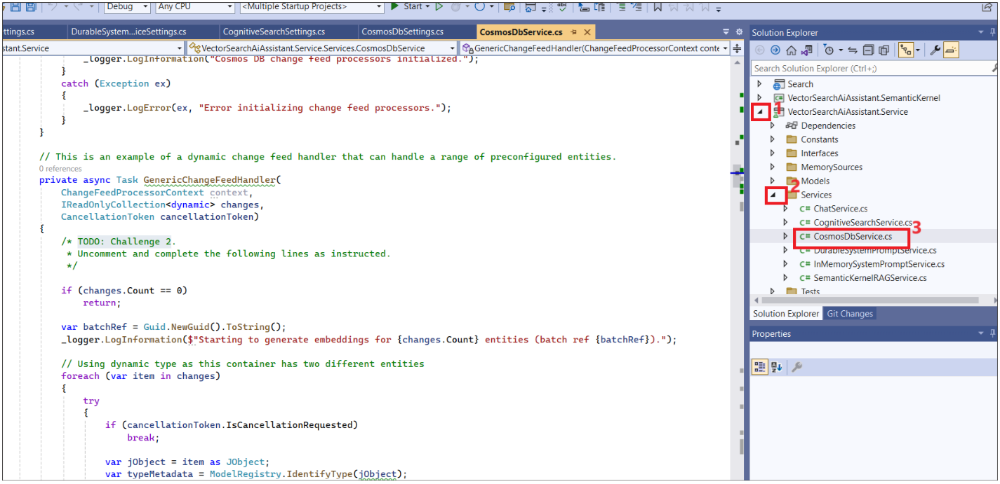 Debug
Any CPU
<Multiple Startup Projects>
Start
ttings.cs
DurableSystem...iceSettings.cs
CognitiveSearchSettings.cs
CosmosDbSettings.cs
CosmosDbService.cs
stant.Service
VectorSearchAiAssistant.Service.Services.CosmosDbService
GenericChangeFeedHandler(ChangeFeedProcessorContext conte
_logger.LogInformation("Cosmos DB change feed processors initialized.");
}
catch (Exception ex)
{
_logger.LogError(ex, "Error initializing change feed processors.");
}
}
// This is an example of a dynamic change feed handler that can handle a range of preconfigured entities.
0 references
private async Task GenericChangeFeedHandler(
ChangeFeedProcessorContext context,
IReadOnlyCollection<dynamic> changes,
CancellationToken cancellationToken)
{
/* TODO: Challenge 2.
* Uncomment and complete the following lines as instructed.
*/
if (changes.Count == 0)
return;
var batchRef = Guid.NewGuid().ToString();
_logger.LogInformation($"Starting to generate embeddings for {changes.Count} entities (batch ref {batchRef}).");
// Using dynamic type as this container has two different entities
foreach (var item in changes)
{
try
{
if (cancellationToken.IsCancellationRequested)
break;
var jObject = item as JObject;
var typeMetadata = ModelRegistry.IdentifyType(jObject);
Solution Explorer
Search Solution Explorer (Ctrl+;)
Search
C# VectorSearchAiAssistant.SemanticKernel
1
VectorSearchAiAssistant.Service
Dependencies
Constants
Interfaces
MemorySources
Models
2
Services
C# ChatService.cs
C# CognitiveSearchService.cs
3
C# CosmosDbService.cs
C# DurableSystemPromptService.cs
C# InMemorySystemPromptService.cs
C# SemanticKernelRAGService.cs
Tests
Solution Explorer
Git Changes
Properties